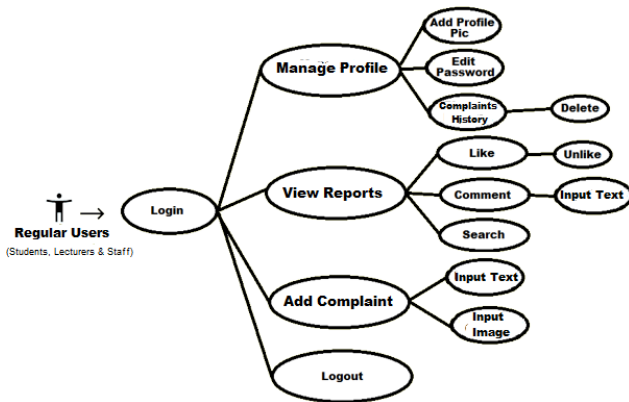 Add Profile
Pic
Manage Profile
Edit
Password
Complaints
History
Delete
Like
Unlike
View Reports
Comment
Input Text
Login
Regular Users
(Students, Lecturers & Staff)
Search
Add Complaint
Input Text
Input
Image
Logout